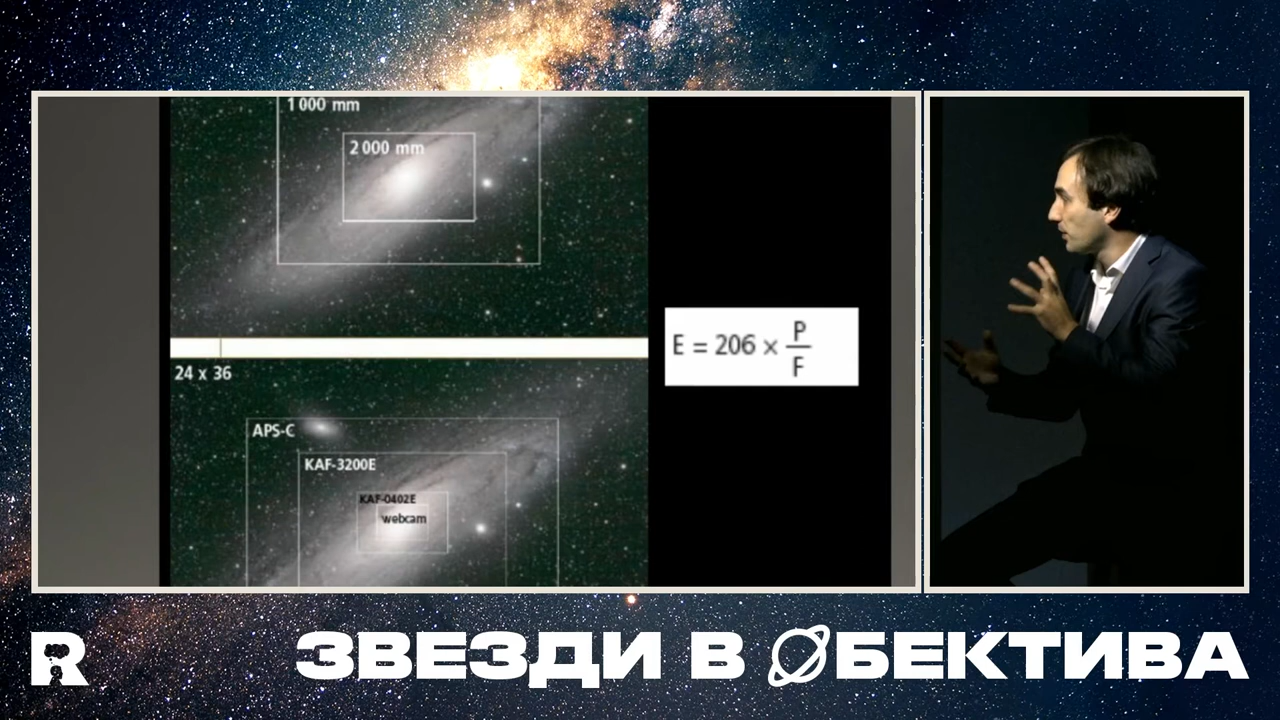 1 000 mm
2 000 mm
24 x 36
APS-C
KAF-3200E
KAF-0402E
webcam
E = 206 × P/F
R
ЗВЕЗДИ В ОБЕКТИВА